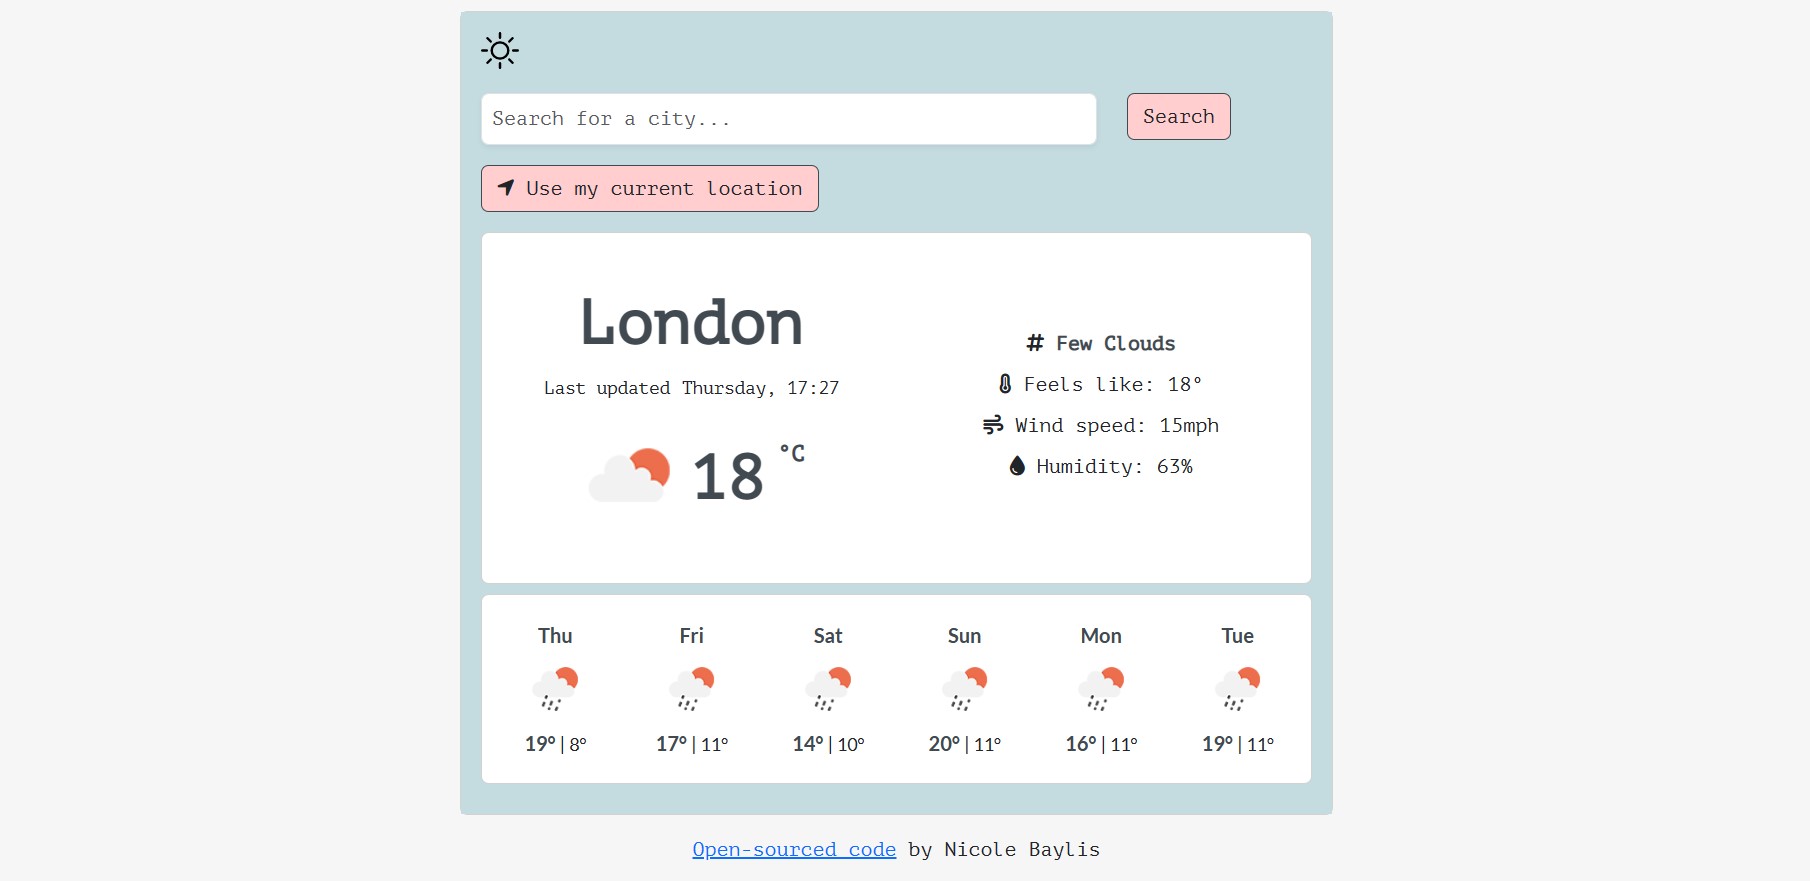 Search for a city...
Search
Use my current location
London
Last updated Thursday, 17:27
18 °C
# Few Clouds
Feels like: 18°
Wind speed: 15mph
Humidity: 63%
Thu Fri Sat Sun Mon Tue
19° | 8° 17° | 11° 14° | 10° 20° | 11° 16° | 11° 19° | 11°
Open-sourced code by Nicole Baylis